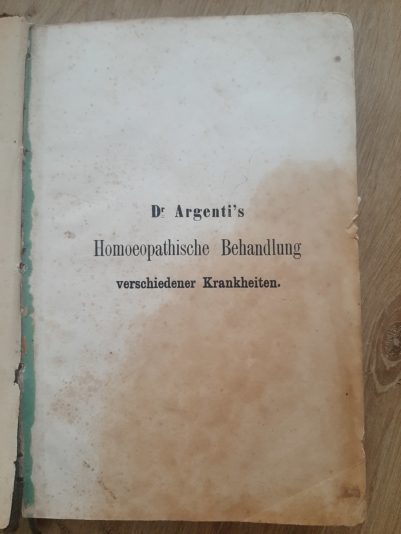 Dr Argenti's
Homoeopathische Behandlung
verschiedener Krankheiten.